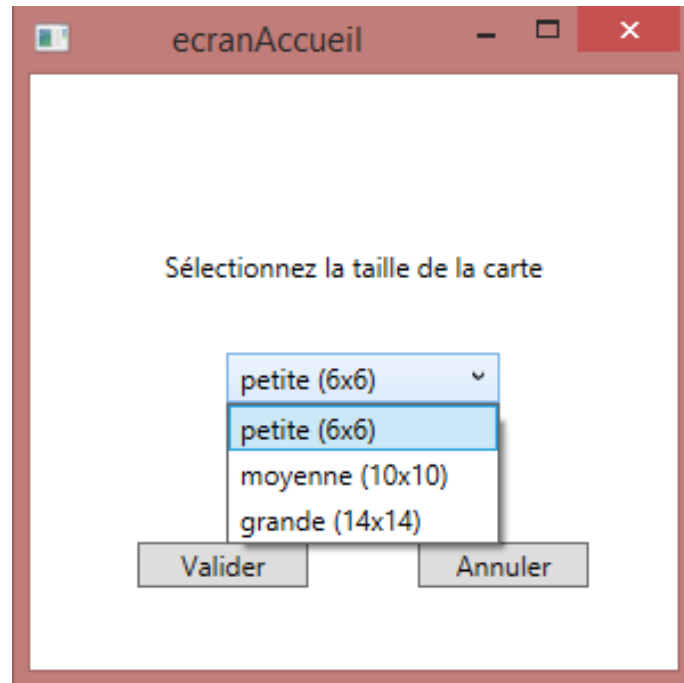 ecranAccueil
Sélectionnez la taille de la carte
petite (6x6)
petite (6x6)
moyenne (10x10)
grande (14x14)
Valider Annuler